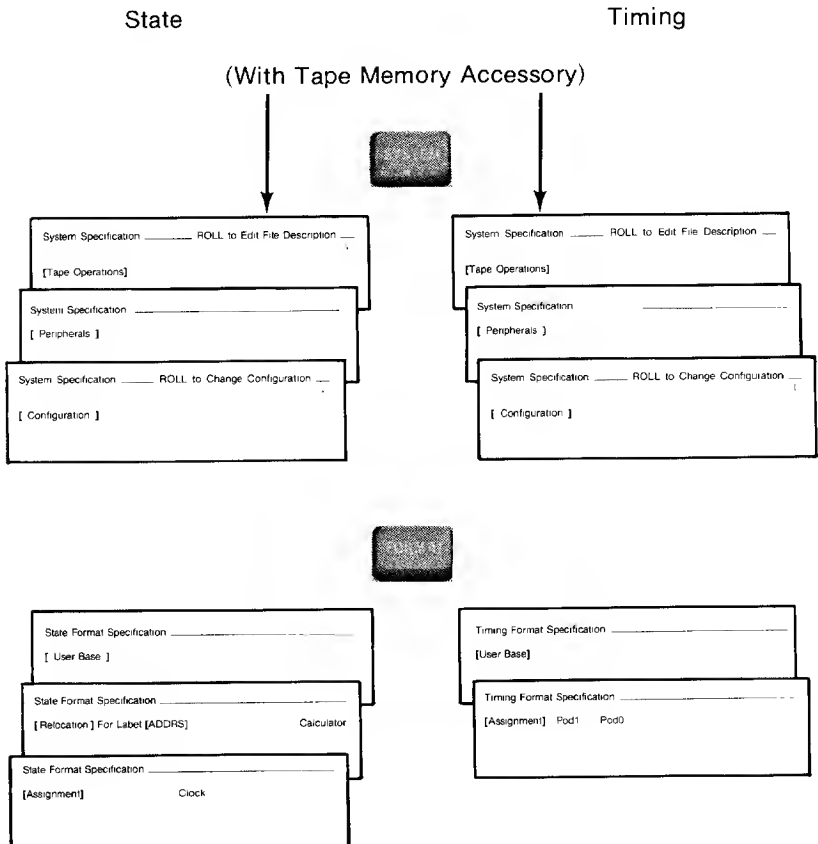 State
Timing
(With Tape Memory Accessory)
System Specification ROLL to Edit File Description
[Tape Operations]
System Specification
[ Peripherals ]
System Specification ROLL to Change Configuration
[ Configuration ]
System Specification ROLL to Edit File Description
[Tape Operations]
System Specification
[ Peripherals ]
System Specification ROLL to Change Configuration
[ Configuration ]
State Format Specification
[ User Base ]
State Format Specification
[ Relocation ] For Label [ADDRS] Calculator
State Format Specification
[Assignment] Clock
Timing Format Specification
[User Base]
Timing Format Specification
[Assignment] Pod1 Pod0